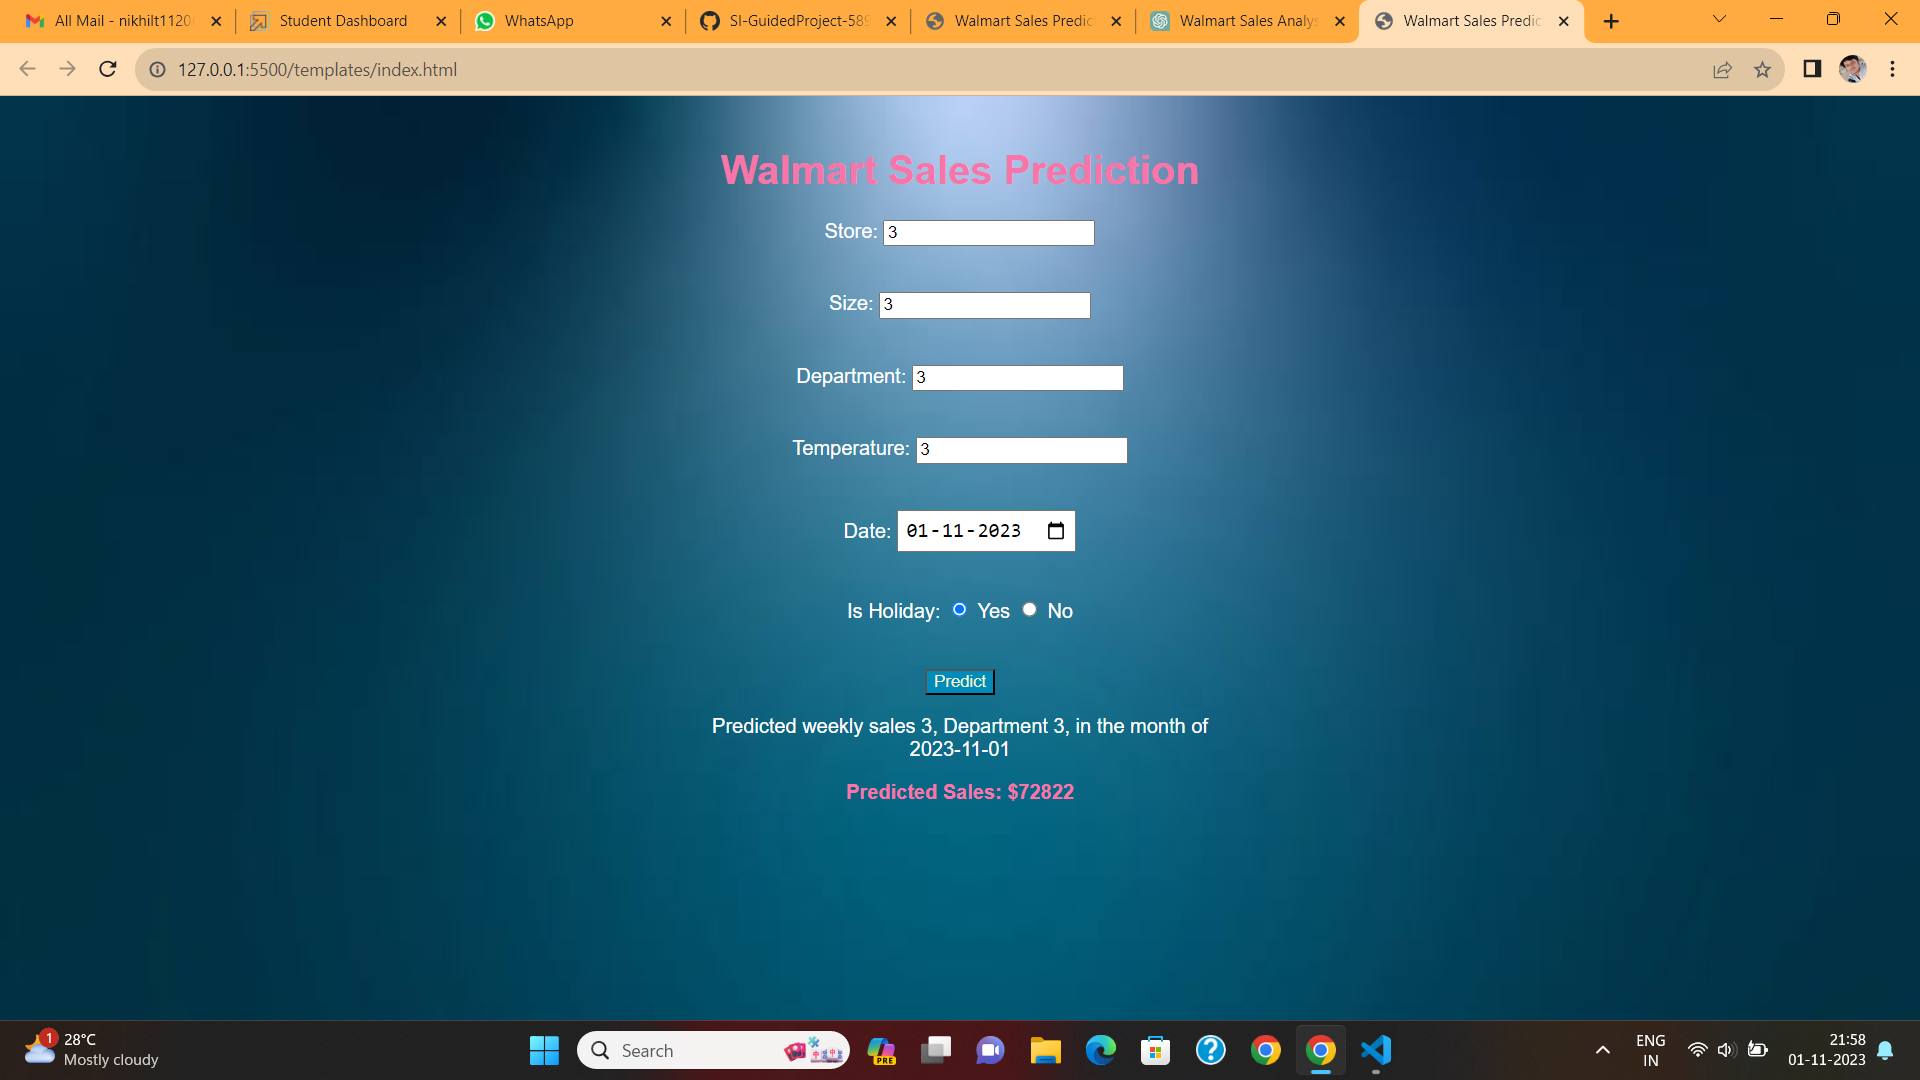 All Mail - nikhilt1120
Student Dashboard
WhatsApp
SI-GuidedProject-589
Walmart Sales Predic
Walmart Sales Analys
Walmart Sales Predic
127.0.0.1:5500/templates/index.html
Walmart Sales Prediction
Store: 3
Size: 3
Department: 3
Temperature: 3
Date: 01-11-2023
Is Holiday: Yes No
Predict
Predicted weekly sales 3, Department 3, in the month of
2023-11-01
Predicted Sales: $72822
1
28°C
Mostly cloudy
Search
PRE
ENG
IN
21:58
01-11-2023